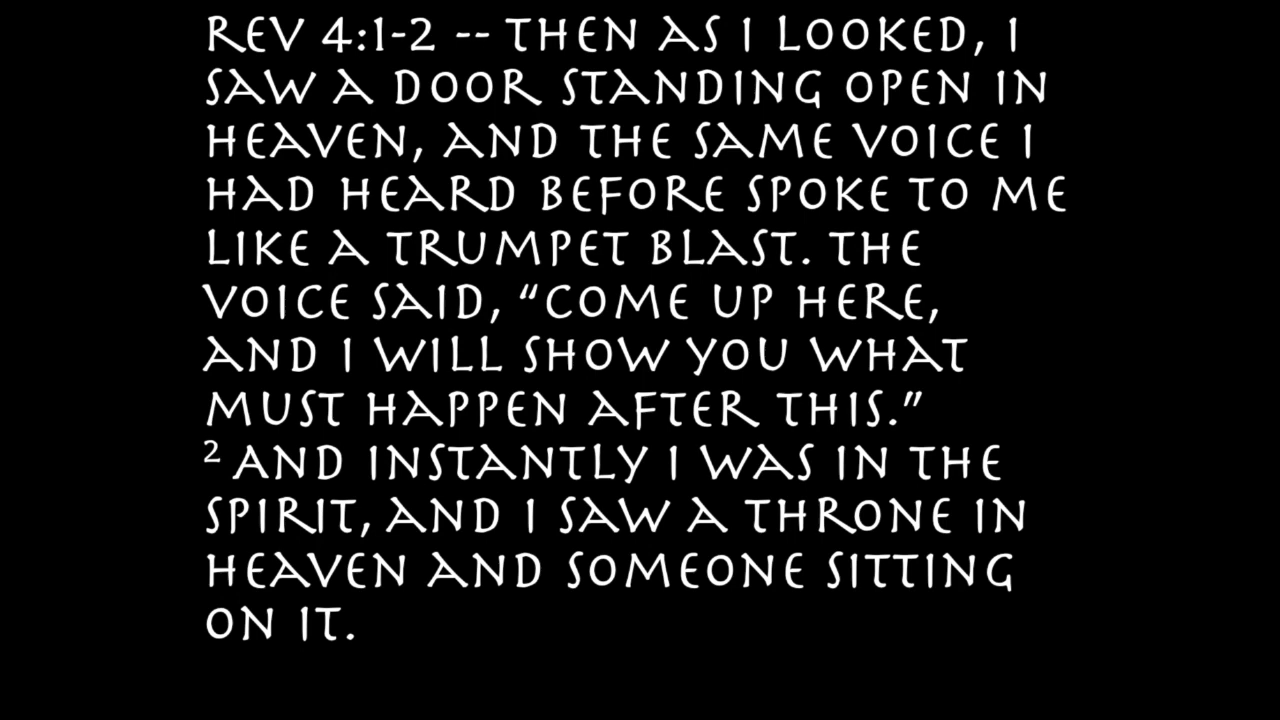 REV 4:1-2 -- THEN AS I LOOKED, I
SAW A DOOR STANDING OPEN IN
HEAVEN, AND THE SAME VOICE I
HAD HEARD BEFORE SPOKE TO ME
LIKE A TRUMPET BLAST. THE
VOICE SAID, “COME UP HERE,
AND I WILL SHOW YOU WHAT
MUST HAPPEN AFTER THIS.”
² AND INSTANTLY I WAS IN THE
SPIRIT, AND I SAW A THRONE IN
HEAVEN AND SOMEONE SITTING
ON IT.